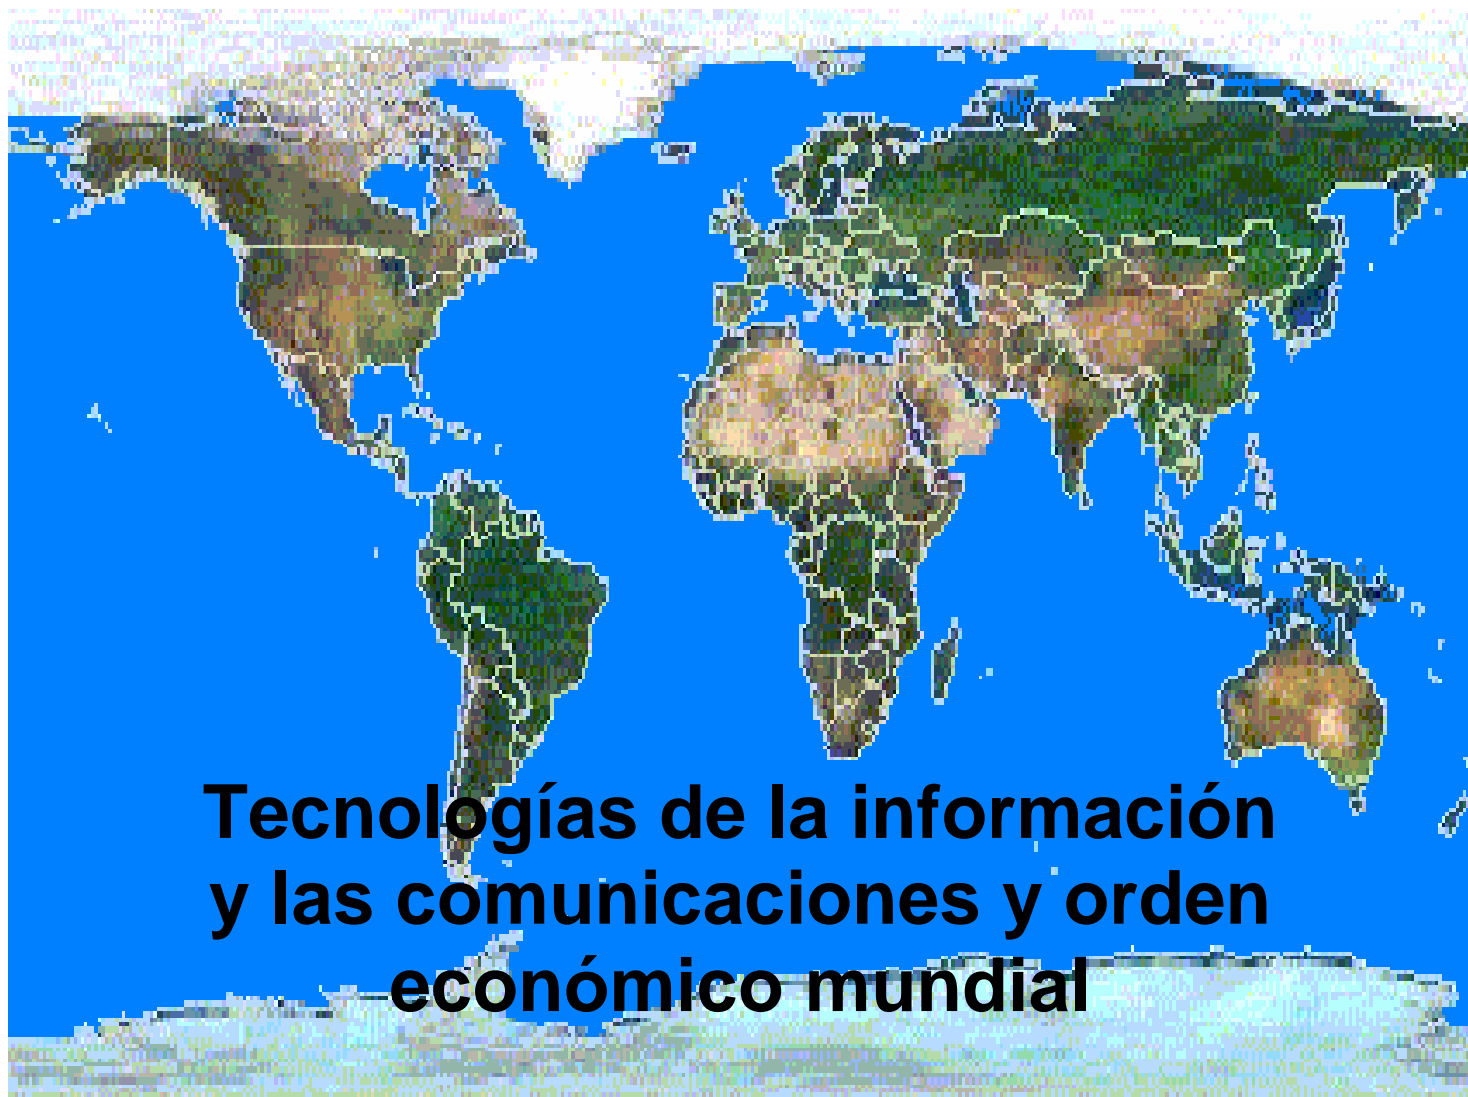 Tecnologías de la información
y las comunicaciones y orden
económico mundial